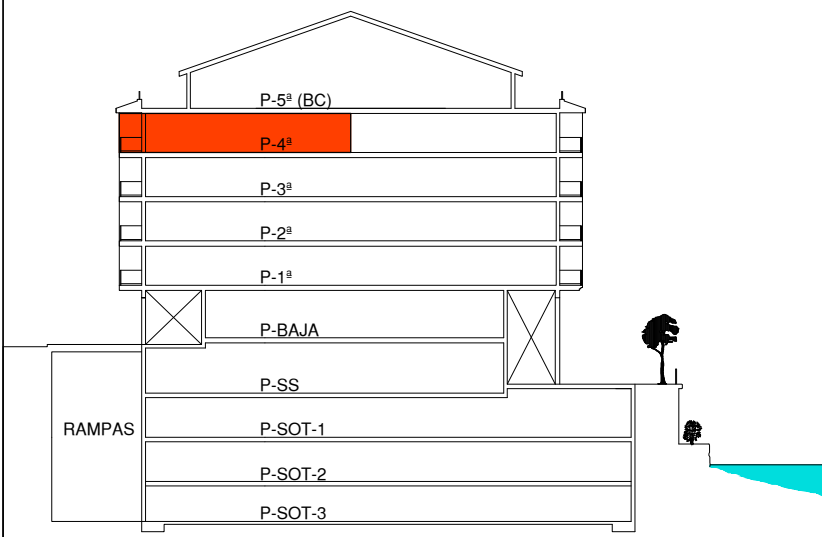 P-5ª (BC)
P-4ª
P-3ª
P-2ª
P-1ª
P-BAJA
P-SS
RAMPAS
P-SOT-1
P-SOT-2
P-SOT-3